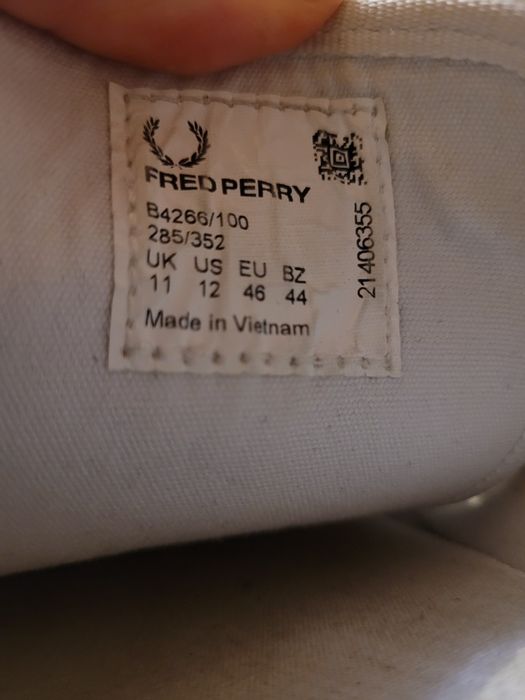 FRED PERRY
B4266/100
285/352
UK US EU BZ
11 12 46 44
Made in Vietnam
21406355